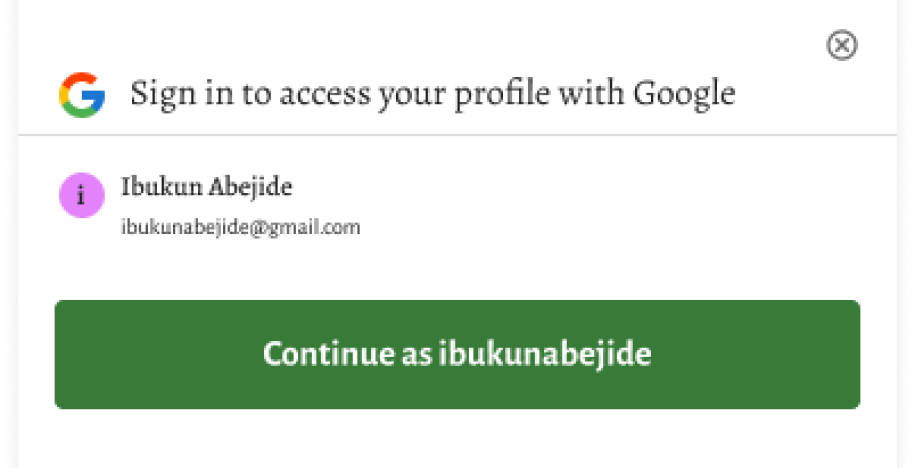 Sign in to access your profile with Google
i
Ibukun Abejide
ibukunabejide@gmail.com
Continue as ibukunabejide